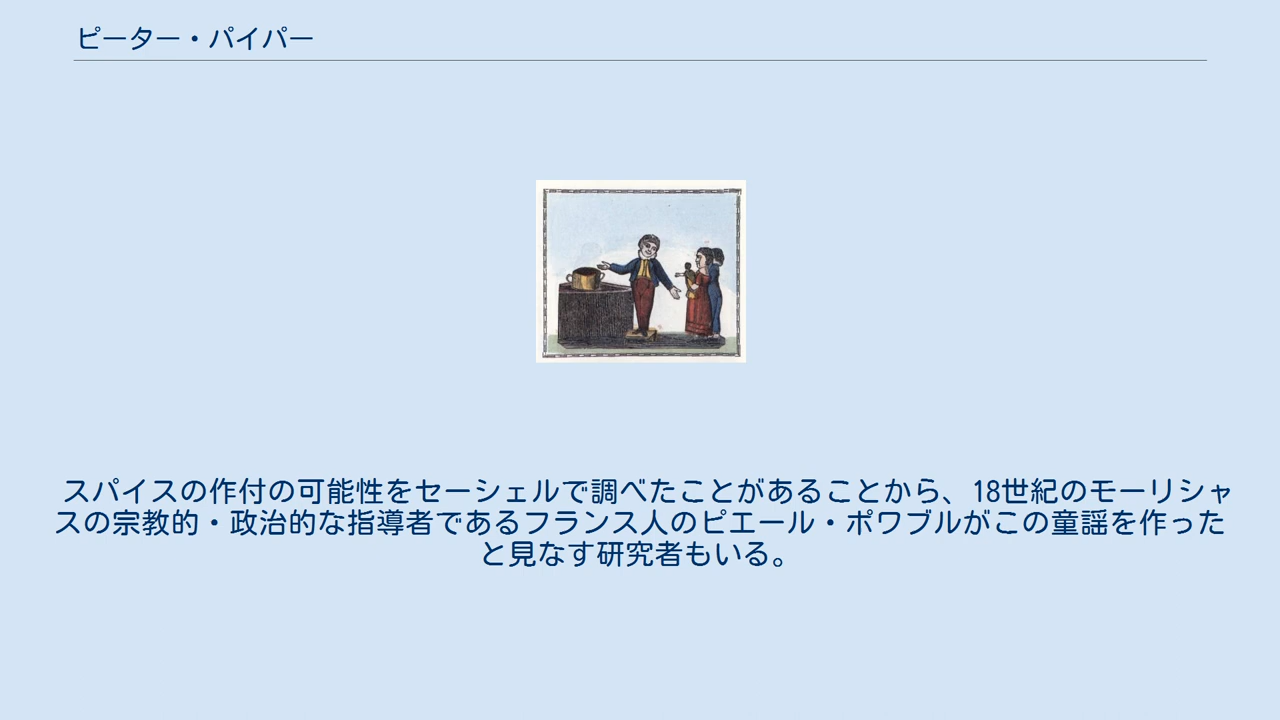 ピーター・パイパー
スパイスの作付の可能性をセーシェルで調べたことがあることから、18世紀のモーリシャ
スの宗教的・政治的な指導者であるフランス人のピエール・ポワブルがこの童謡を作った
と見なす研究者もいる。